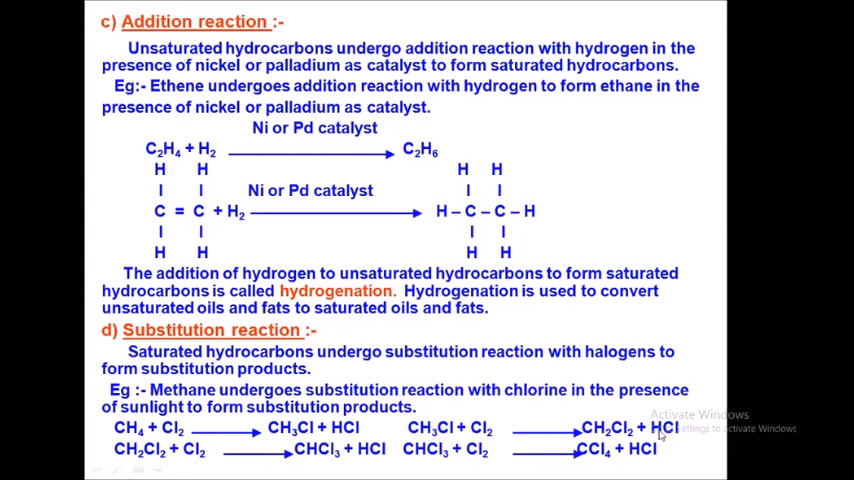 c) Addition reaction :-
Unsaturated hydrocarbons undergo addition reaction with hydrogen in the
presence of nickel or palladium as catalyst to form saturated hydrocarbons.
Eg:- Ethene undergoes addition reaction with hydrogen to form ethane in the
presence of nickel or palladium as catalyst.
Ni or Pd catalyst
C₂H₄ + H₂ ⟶ C₂H₆
H H H H
I I Ni or Pd catalyst I I
C = C + H₂ ⟶ H – C – C – H
I I I I
H H H H
The addition of hydrogen to unsaturated hydrocarbons to form saturated
hydrocarbons is called hydrogenation. Hydrogenation is used to convert
unsaturated oils and fats to saturated oils and fats.
d) Substitution reaction :-
Saturated hydrocarbons undergo substitution reaction with halogens to
form substitution products.
Eg :- Methane undergoes substitution reaction with chlorine in the presence
of sunlight to form substitution products.
Activate Windows
CH₄ + Cl₂ ⟶ CH₃Cl + HCl CH₃Cl + Cl₂ ⟶ CH₂Cl₂ + HCl
settings to activate Windows
CH₂Cl₂ + Cl₂ ⟶ CHCl₃ + HCl CHCl₃ + Cl₂ ⟶ CCl₄ + HCl